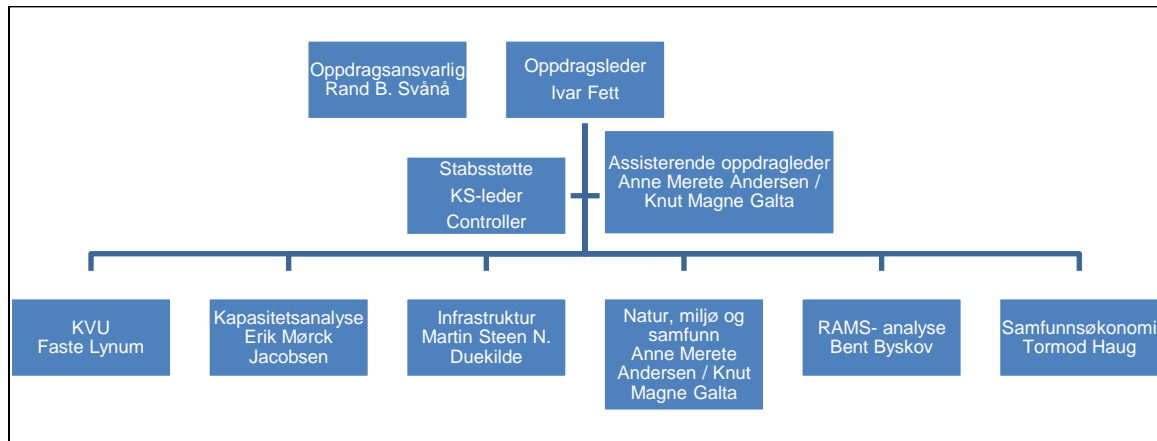 Oppdragsansvarlig
Rand B. Svånå
Oppdragsleder
Ivar Fett
Stabsstøtte
KS-leder
Controller
Assisterende oppdragleder
Anne Merete Andersen /
Knut Magne Galta
KVU
Faste Lynum
Kapasitetsanalyse
Erik Mørck
Jacobsen
Infrastruktur
Martin Steen N.
Duekilde
Natur, miljø og
samfunn
Anne Merete
Andersen / Knut
Magne Galta
RAMS- analyse
Bent Byskov
Samfunnsøkonomi
Tormod Haug